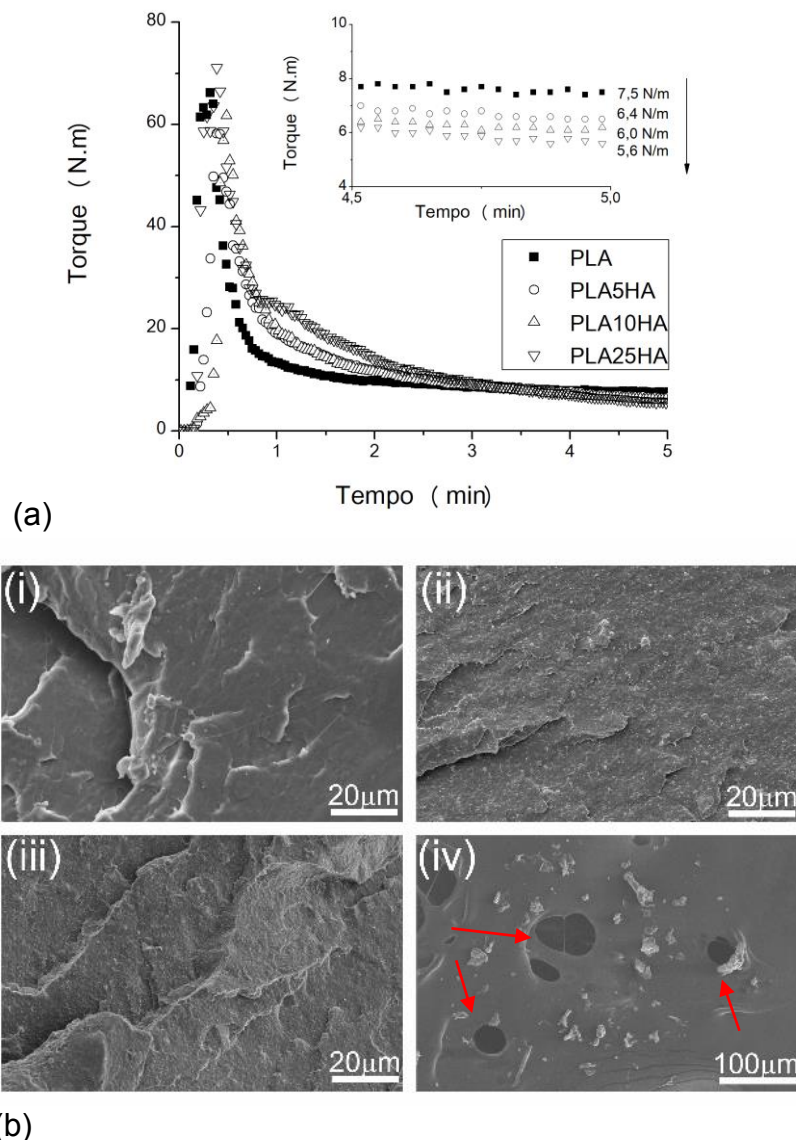 80
60
40
20
0
Torque ( N.m)
0 1 2 3 4 5
Tempo ( min)
10
8
6
4
Torque ( N.m)
4,5 5,0
Tempo ( min)
7,5 N/m
6,4 N/m
6,0 N/m
5,6 N/m
PLA
PLA5HA
PLA10HA
PLA25HA
(a)
(i)
20µm
(ii)
20µm
(iii)
20µm
(iv)
100µm
(b)